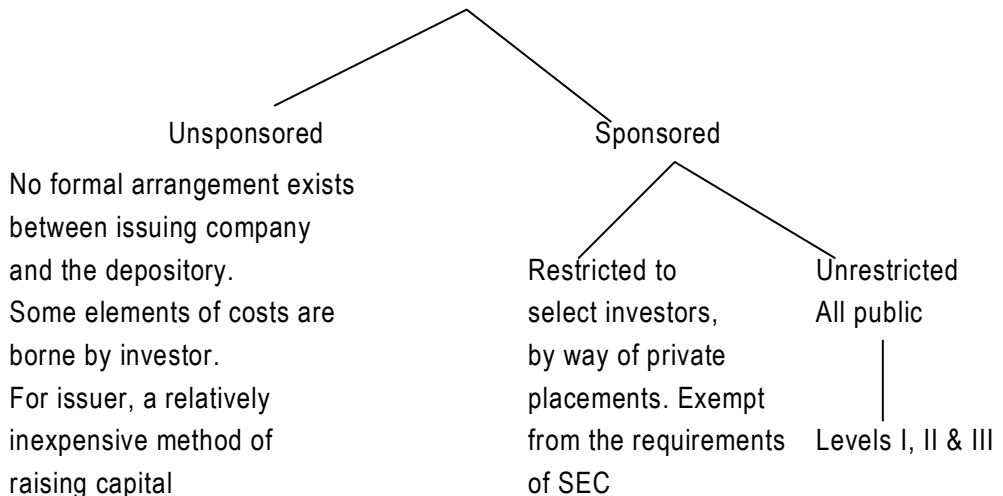 Unsponsored
No formal arrangement exists
between issuing company
and the depository.
Some elements of costs are
borne by investor.
For issuer, a relatively
inexpensive method of
raising capital
Sponsored
Restricted to
select investors,
by way of private
placements. Exempt
from the requirements
of SEC
Unrestricted
All public
Levels I, II & III